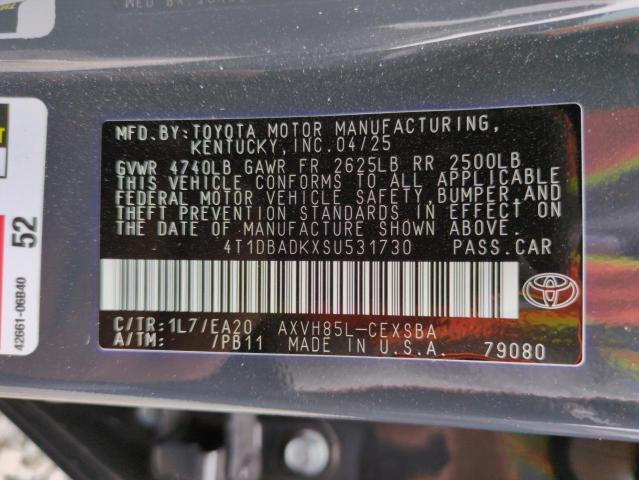 MFD.BY:TOYOTA MOTOR MANUFACTURING,
KENTUCKY, INC.04/25
GVWR 4740LB GAWR FR 2625LB RR 2500LB
THIS VEHICLE CONFORMS TO ALL APPLICABLE
FEDERAL MOTOR VEHICLE SAFETY,BUMPER,AND
THEFT PREVENTION STANDARDS IN EFFECT ON
THE DATE OF MANUFACTURE SHOWN ABOVE.
4T1DBADKXSU531730 PASS.CAR
C/TR:1L7/EA20 AXVH85L-CEXSBA
A/TM: /PB11 MADE IN U.S.A. 79080
52
42661-06B40